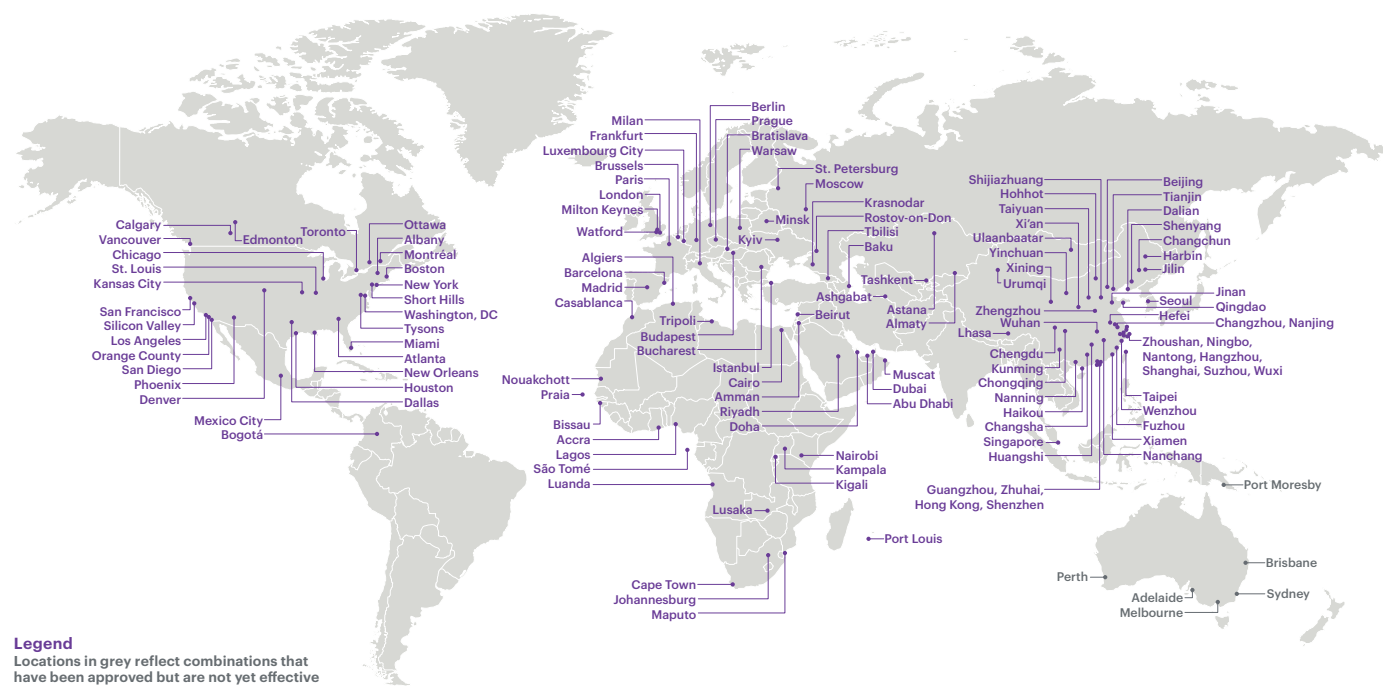 Calgary
Vancouver
Edmonton
Chicago
St. Louis
Kansas City
San Francisco
Silicon Valley
Los Angeles
Orange County
San Diego
Phoenix
Denver
Mexico City
Bogotá
Toronto
Ottawa
Albany
Montréal
Boston
New York
Short Hills
Washington, DC
Tysons
Miami
Atlanta
New Orleans
Houston
Dallas
Milan
Frankfurt
Luxembourg City
Brussels
Paris
London
Milton Keynes
Watford
Algiers
Barcelona
Madrid
Casablanca
Berlin
Prague
Bratislava
Warsaw
St. Petersburg
Moscow
Krasnodar
Rostov-on-Don
Minsk
Tbilisi
Kyiv
Baku
Tashkent
Ashgabat
Astana
Almaty
Beirut
Tripoli
Budapest
Bucharest
Istanbul
Cairo
Amman
Riyadh
Doha
Muscat
Dubai
Abu Dhabi
Nouakchott
Praia
Bissau
Accra
Lagos
São Tomé
Luanda
Nairobi
Kampala
Kigali
Lusaka
Port Louis
Cape Town
Johannesburg
Maputo
Shijiazhuang
Hohhot
Taiyuan
Xi'an
Ulaanbaatar
Yinchuan
Xining
Urumqi
Zhengzhou
Wuhan
Lhasa
Chengdu
Kunming
Chongqing
Nanning
Haikou
Changsha
Singapore
Huangshi
Guangzhou, Zhuhai,
Hong Kong, Shenzhen
Beijing
Tianjin
Dalian
Shenyang
Changchun
Harbin
Jilin
Jinan
Seoul
Qingdao
Hefei
Changzhou, Nanjing
Zhoushan, Ningbo,
Nantong, Hangzhou,
Shanghai, Suzhou, Wuxi
Taipei
Wenzhou
Fuzhou
Xiamen
Nanchang
Port Moresby
Perth
Brisbane
Adelaide
Sydney
Melbourne
Legend
Locations in grey reflect combinations that
have been approved but are not yet effective